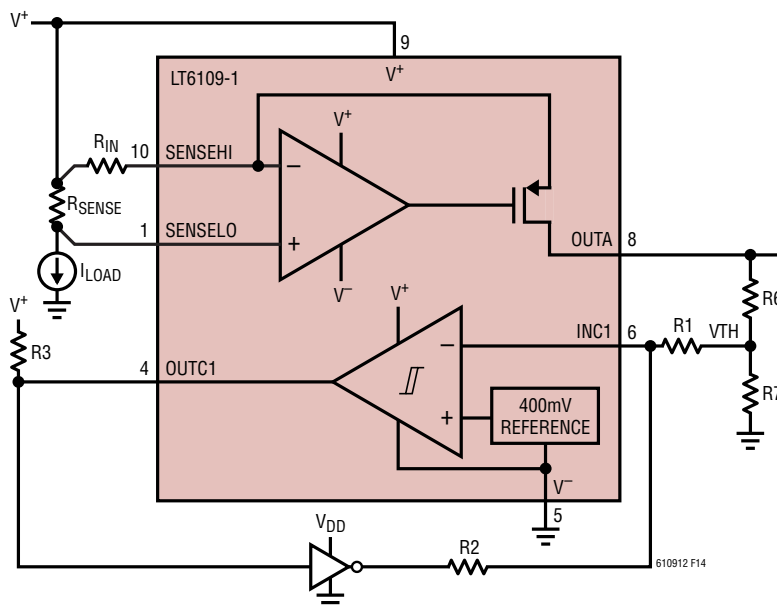 V+
9
V+
LT6109-1
RIN
10
SENSEHI
−
V+
RSENSE
1
SENSELO
+
OUTA
8
ILOAD
V−
R6
V+
V+
INC1
6
R1
VTH
R3
−
4
OUTC1
400mV
REFERENCE
+
R7
V−
5
VDD
R2
610912 F14